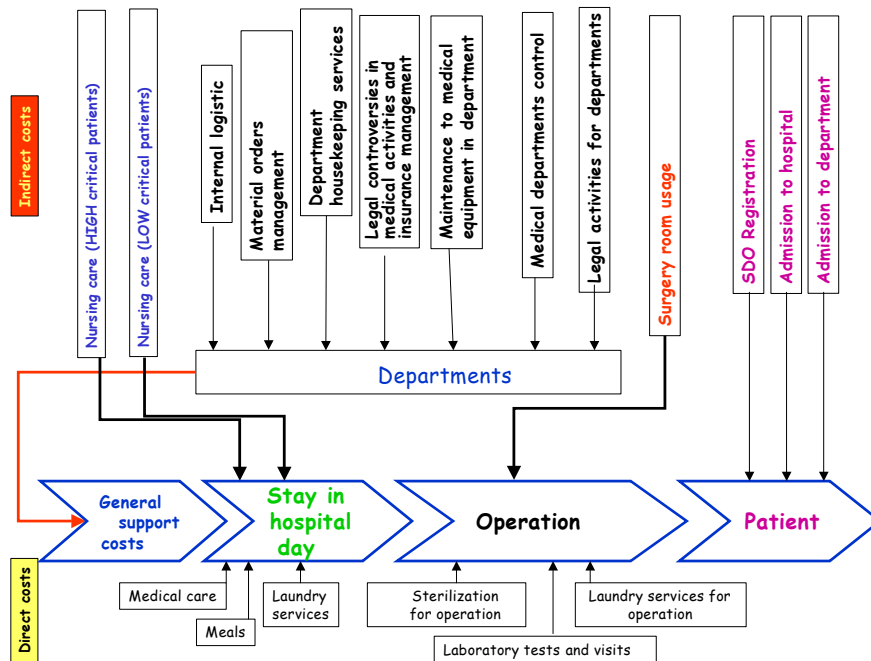 Indirect costs
Nursing care (HIGH critical patients)
Nursing care (LOW critical patients)
Internal logistic
Material orders
management
Department
housekeeping services
Legal controversies in
medical activities and
insurance management
Maintenance to medical
equipment in department
Medical departments control
Legal activities for departments
Surgery room usage
SDO Registration
Admission to hospital
Admission to department
Departments
General
support
costs
Stay in
hospital
day
Operation
Patient
Direct costs
Medical care
Meals
Laundry
services
Sterilization
for operation
Laboratory tests and visits
Laundry services for
operation